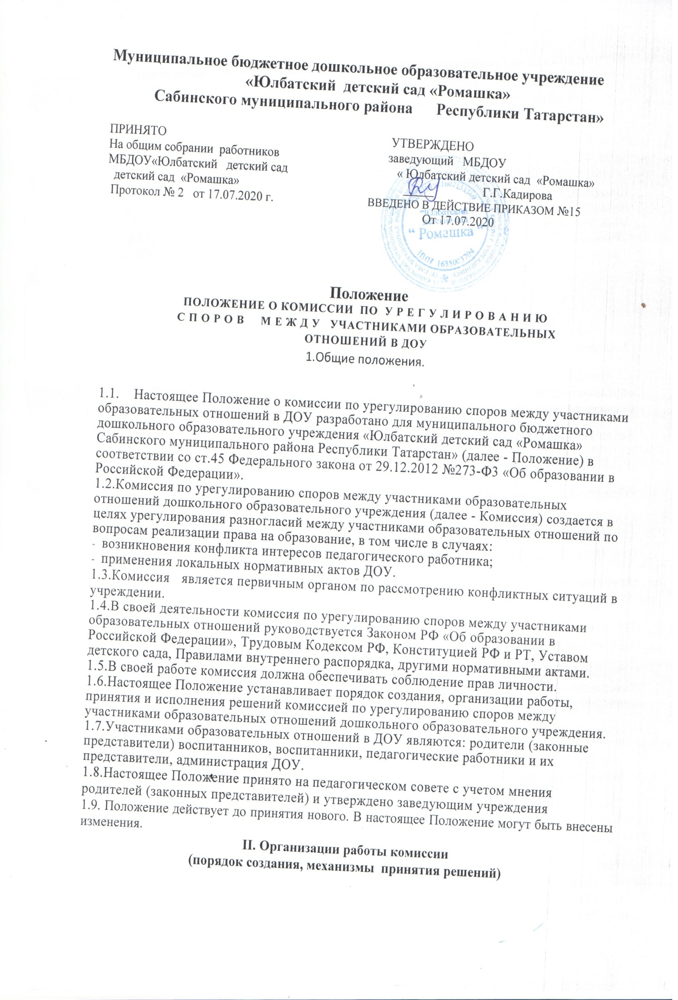 Муниципальное бюджетное дошкольное образовательное учреждение
«Юлбатский детский сад «Ромашка»
Сабинского муниципального района Республики Татарстан»
ПРИНЯТО
На общим собрании работников
МБДОУ«Юлбатский детский сад
детский сад «Ромашка»
Протокол № 2 от 17.07.2020 г.
УТВЕРЖДЕНО
заведующий МБДОУ
« Юлбатский детский сад «Ромашка»
_____ Г.Г.Кадирова
ВВЕДЕНО В ДЕЙСТВИЕ ПРИКАЗОМ №15
От 17.07.2020
“Юлбатский
детский сад
“ Ромашка ”
ИНН 1635003704
Положение
ПОЛОЖЕНИЕ О КОМИССИИ ПО У Р Е Г У Л И Р О В А Н И Ю
С П О Р О В М Е Ж Д У УЧАСТНИКАМИ ОБРАЗОВАТЕЛЬНЫХ
ОТНОШЕНИЙ В ДОУ
1.Общие положения.
1.1. Настоящее Положение о комиссии по урегулированию споров между участниками
образовательных отношений в ДОУ разработано для муниципального бюджетного
дошкольного образовательного учреждения «Юлбатский детский сад «Ромашка»
Сабинского муниципального района Республики Татарстан» (далее - Положение) в
соответствии со ст.45 Федерального закона от 29.12.2012 №273-ФЗ «Об образовании в
Российской Федерации».
1.2.Комиссия по урегулированию споров между участниками образовательных
отношений дошкольного образовательного учреждения (далее - Комиссия) создается в
целях урегулирования разногласий между участниками образовательных отношений по
вопросам реализации права на образование, в том числе в случаях:
- возникновения конфликта интересов педагогического работника;
- применения локальных нормативных актов ДОУ.
1.3.Комиссия является первичным органом по рассмотрению конфликтных ситуаций в
учреждении.
1.4.В своей деятельности комиссия по урегулированию споров между участниками
образовательных отношений руководствуется Законом РФ «Об образовании в
Российской Федерации», Трудовым Кодексом РФ, Конституцией РФ и РТ, Уставом
детского сада, Правилами внутреннего распорядка, другими нормативными актами.
1.5.В своей работе комиссия должна обеспечивать соблюдение прав личности.
1.6.Настоящее Положение устанавливает порядок создания, организации работы,
принятия и исполнения решений комиссией по урегулированию споров между
участниками образовательных отношений дошкольного образовательного учреждения.
1.7.Участниками образовательных отношений в ДОУ являются: родители (законные
представители) воспитанников, воспитанники, педагогические работники и их
представители, администрация ДОУ.
1.8.Настоящее Положение принято на педагогическом совете с учетом мнения
родителей (законных представителей) и утверждено заведующим учреждения
1.9. Положение действует до принятия нового. В настоящее Положение могут быть внесены
изменения.
II. Организации работы комиссии
(порядок создания, механизмы принятия решений)